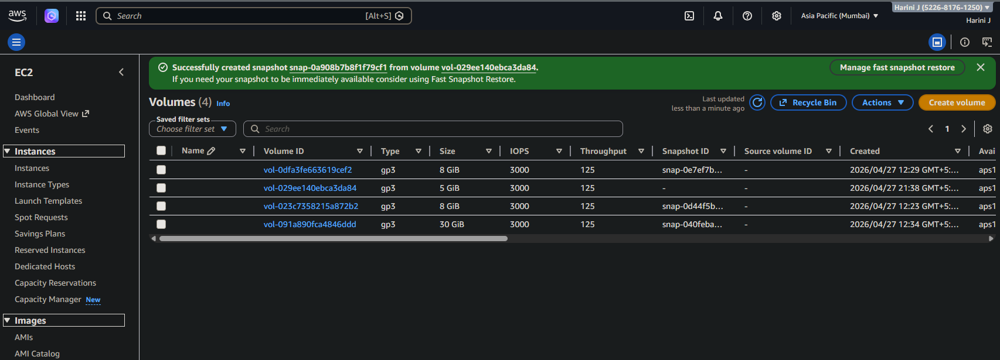 aws
Search [Alt+S]
Asia Pacific (Mumbai)
Harini J (5226-8176-1250)
Harini J
EC2
Dashboard
AWS Global View
Events
Instances
Instances
Instance Types
Launch Templates
Spot Requests
Savings Plans
Reserved Instances
Dedicated Hosts
Capacity Reservations
Capacity Manager New
Images
AMIs
AMI Catalog
Successfully created snapshot snap-0a908b7b8f1f79cf1 from volume vol-029ee140ebca3da84.
If you need your snapshot to be immediately available consider using Fast Snapshot Restore.
Manage fast snapshot restore
Volumes (4) Info
Last updated
less than a minute ago
Recycle Bin
Actions
Create volume
Saved filter sets
Choose filter set
Search
1
Name Volume ID Type Size IOPS Throughput Snapshot ID Source volume ID Created Avai
vol-0dfa3fe663619cef2 gp3 8 GiB 3000 125 snap-0e7ef7b... - 2026/04/27 12:29 GMT+5:... aps1
vol-029ee140ebca3da84 gp3 5 GiB 3000 125 - - 2026/04/27 21:38 GMT+5:... aps1
vol-023c7358215a872b2 gp3 8 GiB 3000 125 snap-0d44f5b... - 2026/04/27 12:23 GMT+5:... aps1
vol-091a890fca4846ddd gp3 30 GiB 3000 125 snap-040feba... - 2026/04/27 12:34 GMT+5:... aps1